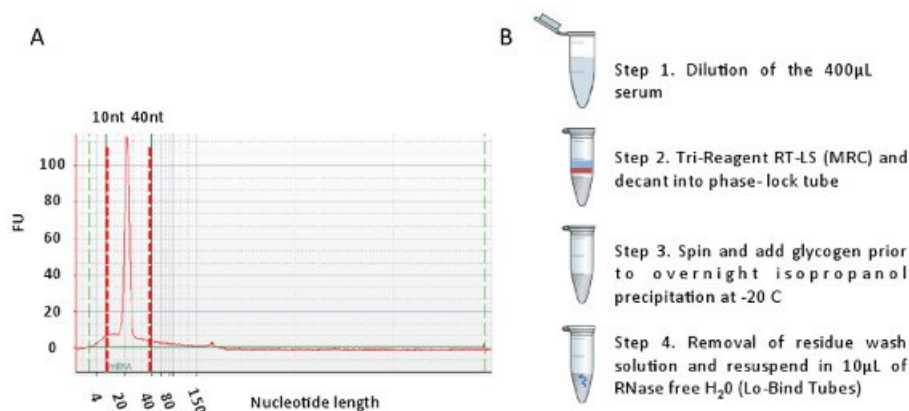 A
B
10nt 40nt
100
80
60
40
20
0
FU
miRNA
4 20 40 80 150
Nucleotide length
Step 1. Dilution of the 400µL
serum
Step 2. Tri-Reagent RT-LS (MRC) and
decant into phase- lock tube
Step 3. Spin and add glycogen prior
to overnight isopropanol
precipitation at -20 C
Step 4. Removal of residue wash
solution and resuspend in 10µL of
RNase free H₂0 (Lo-Bind Tubes)